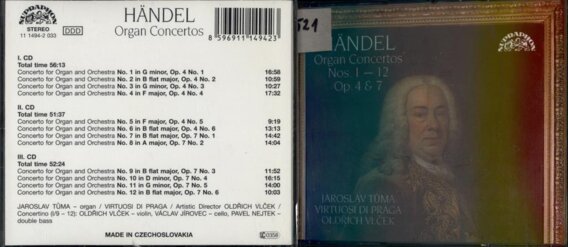 SUPRAPHON
STEREO
11 1494-2 033
DDD
HÄNDEL
Organ Concertos
8 596911 149423
I. CD
Total time 56:13
Concerto for Organ and Orchestra No. 1 in G minor, Op. 4 No. 1 16:58
Concerto for Organ and Orchestra No. 2 in B flat major, Op. 4 No. 2 10:59
Concerto for Organ and Orchestra No. 3 in G minor, Op. 4 No. 3 10:27
Concerto for Organ and Orchestra No. 4 in F major, Op. 4 No. 4 17:32
II. CD
Total time 51:37
Concerto for Organ and Orchestra No. 5 in F major, Op. 4 No. 5 9:19
Concerto for Organ and Orchestra No. 6 in B flat major, Op. 4 No. 6 13:13
Concerto for Organ and Orchestra No. 7 in B flat major, Op. 7 No. 1 14:42
Concerto for Organ and Orchestra No. 8 in A major, Op. 7 No. 2 14:04
III. CD
Total time 52:24
Concerto for Organ and Orchestra No. 9 in B flat major, Op. 7 No. 3 11:52
Concerto for Organ and Orchestra No. 10 in D minor, Op. 7 No. 4 16:15
Concerto for Organ and Orchestra No. 11 in G minor, Op. 7 No. 5 14:00
Concerto for Organ and Orchestra No. 12 in B flat major, Op. 7 No. 6 10:03
JAROSLAV TŮMA – organ / VIRTUOSI DI PRAGA / Artistic Director OLDŘICH VLČEK /
Concertino (I/9 – 12): OLDŘICH VLČEK – violin, VÁCLAV JÍROVEC – cello, PAVEL NEJTEK –
double bass
MADE IN CZECHOSLOVAKIA
0358
521
SUPRAPHON
HÄNDEL
Organ Concertos
Nos. 1 — 12
Op. 4 & 7
JAROSLAV TŮMA
VIRTUOSI DI PRAGA
OLDŘICH VLČEK